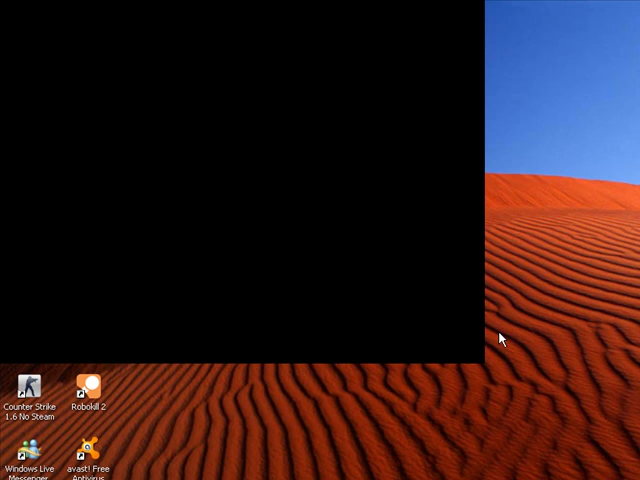 Counter Strike
1.6 No Steam
Robokill 2
Windows Live
Messenger
avast! Free
Antivirus